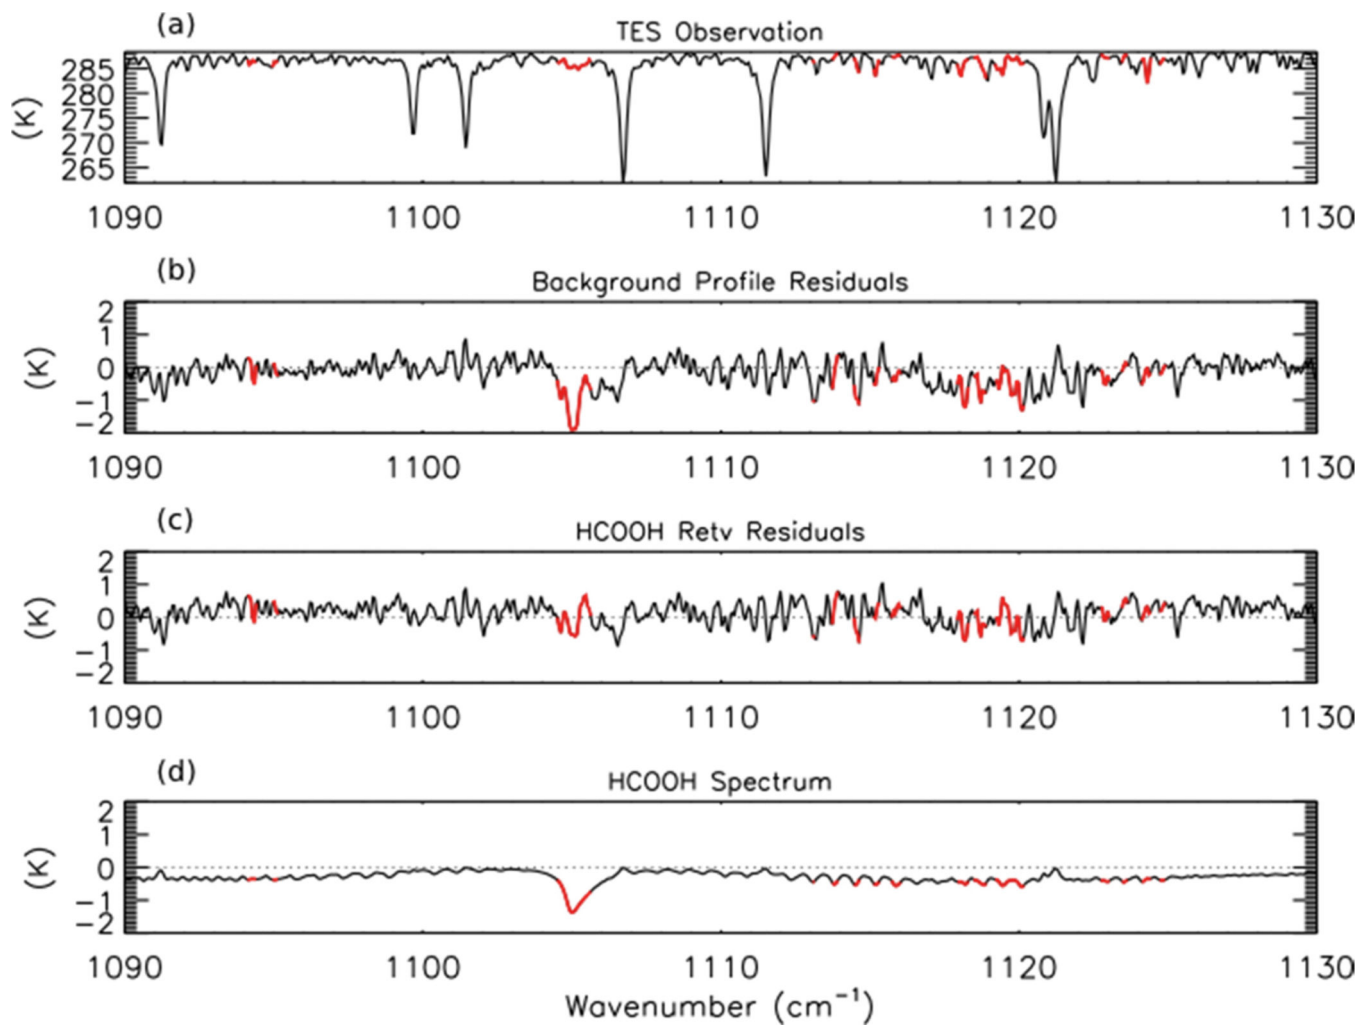 (a)
TES Observation
(K)
285
280
275
270
265
1090 1100 1110 1120 1130
(b)
Background Profile Residuals
(K)
2
1
0
−1
−2
1090 1100 1110 1120 1130
(c)
HCOOH Retv Residuals
(K)
2
1
0
−1
−2
1090 1100 1110 1120 1130
(d)
HCOOH Spectrum
(K)
2
1
0
−1
−2
1090 1100 1110 1120 1130
Wavenumber (cm⁻¹)